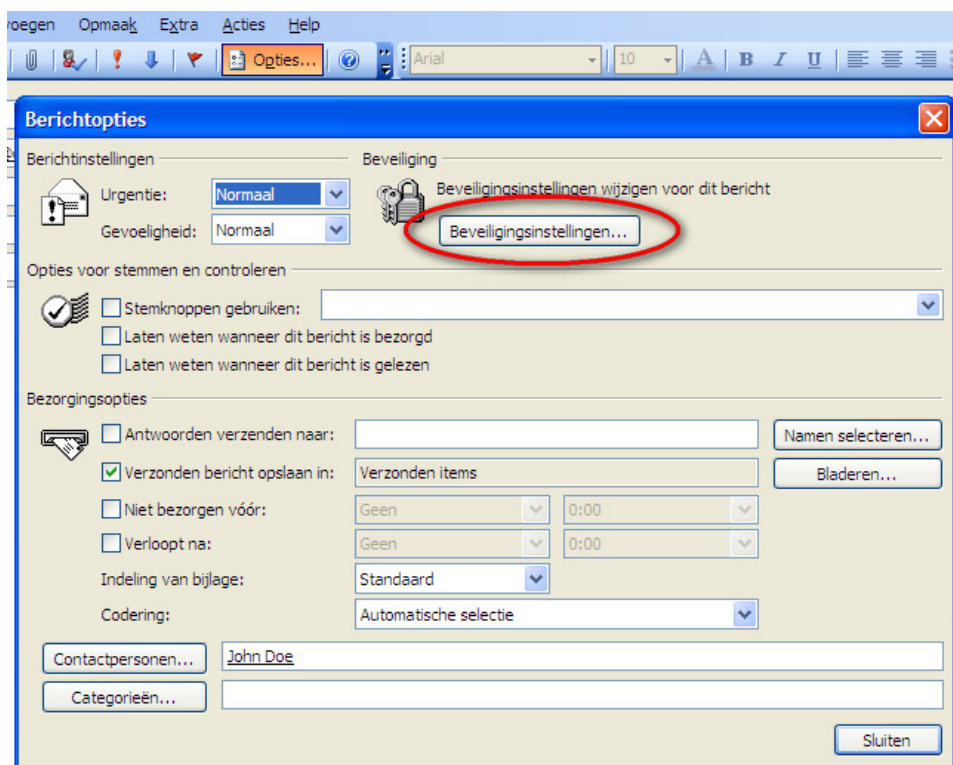 voegen Opmaak Extra Acties Help
Opties... Arial 10 A B I U
Berichtopties
Berichtinstellingen Beveiliging
Urgentie: Normaal Beveiligingsinstellingen wijzigen voor dit bericht
Gevoeligheid: Normaal Beveiligingsinstellingen...
Opties voor stemmen en controleren
Stemknoppen gebruiken:
Laten weten wanneer dit bericht is bezorgd
Laten weten wanneer dit bericht is gelezen
Bezorgingsopties
Antwoorden verzenden naar: Namen selecteren...
Verzonden bericht opslaan in: Verzonden items Bladeren...
Niet bezorgen vóór: Geen 0:00
Verloopt na: Geen 0:00
Indeling van bijlage: Standaard
Codering: Automatische selectie
Contactpersonen... John Doe
Categorieën...
Sluiten